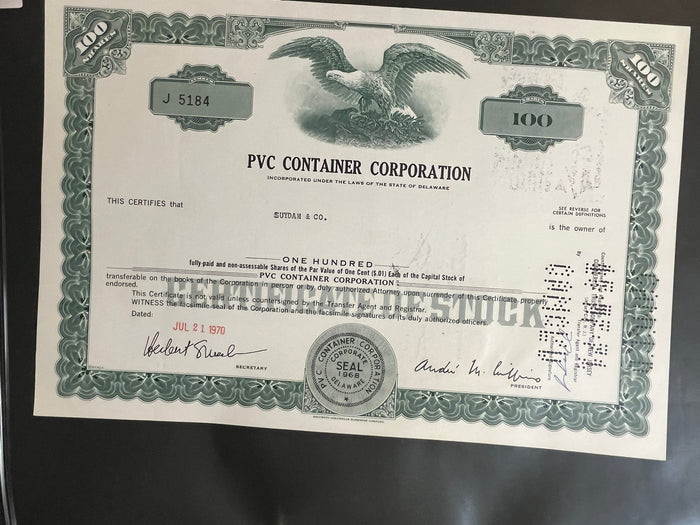 100
SHARES
100
SHARES
NUMBER
J 5184
SHARES
100
PVC CONTAINER CORPORATION
INCORPORATED UNDER THE LAWS OF THE STATE OF DELAWARE
THIS CERTIFIES that
SUYDAM & CO.
SEE REVERSE FOR
CERTAIN DEFINITIONS
is the owner of
ONE HUNDRED
fully-paid and non-assessable Shares of the Par Value of One Cent ($.01) Each of the Capital Stock of
PVC CONTAINER CORPORATION
transferable on the books of the Corporation in person or by duly authorized Attorney, upon surrender of this Certificate properly
endorsed.
This Certificate is not valid unless countersigned by the Transfer Agent and Registrar.
WITNESS the facsimile seal of the Corporation and the facsimile signatures of its duly authorized officers.
Dated:
JUL 21 1970
SECRETARY
PVC CONTAINER CORPORATION
CORPORATE
SEAL
1968
DELAWARE
PRESIDENT
By